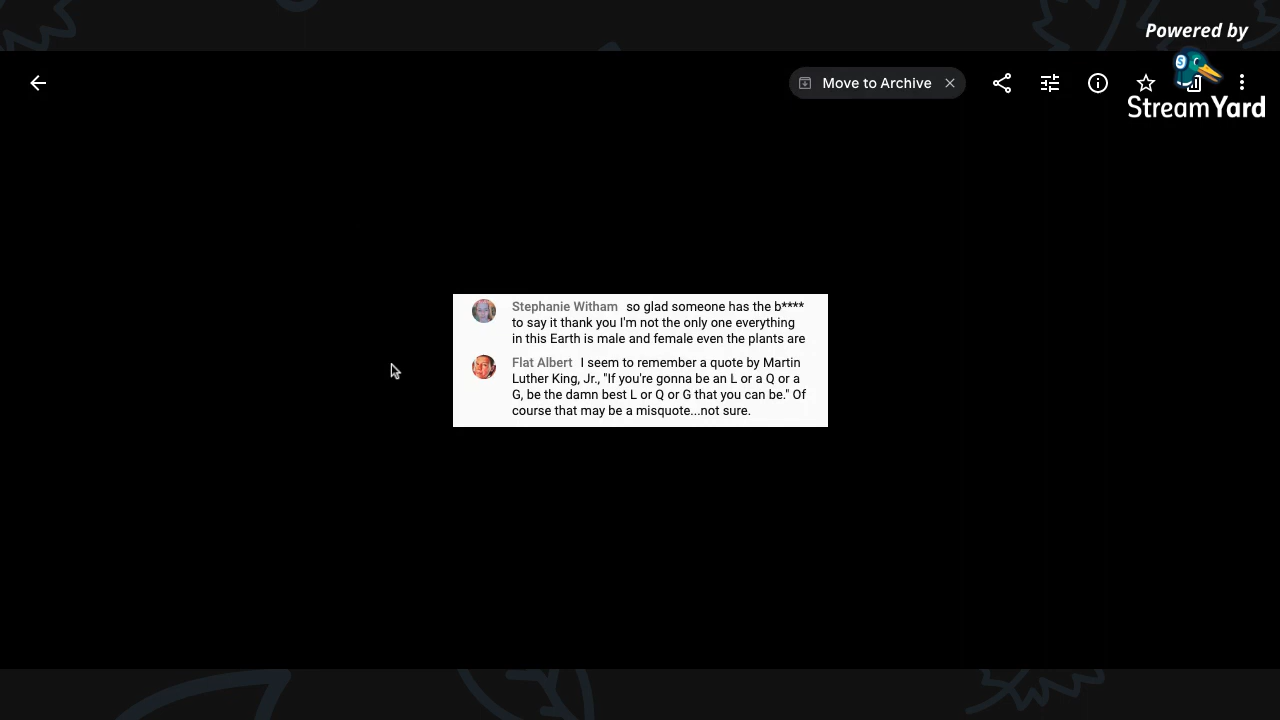 Powered by
StreamYard
Move to Archive
Stephanie Witham so glad someone has the b****
to say it thank you I'm not the only one everything
in this Earth is male and female even the plants are
Flat Albert I seem to remember a quote by Martin
Luther King, Jr., "If you're gonna be an L or a Q or a
G, be the damn best L or Q or G that you can be." Of
course that may be a misquote...not sure.